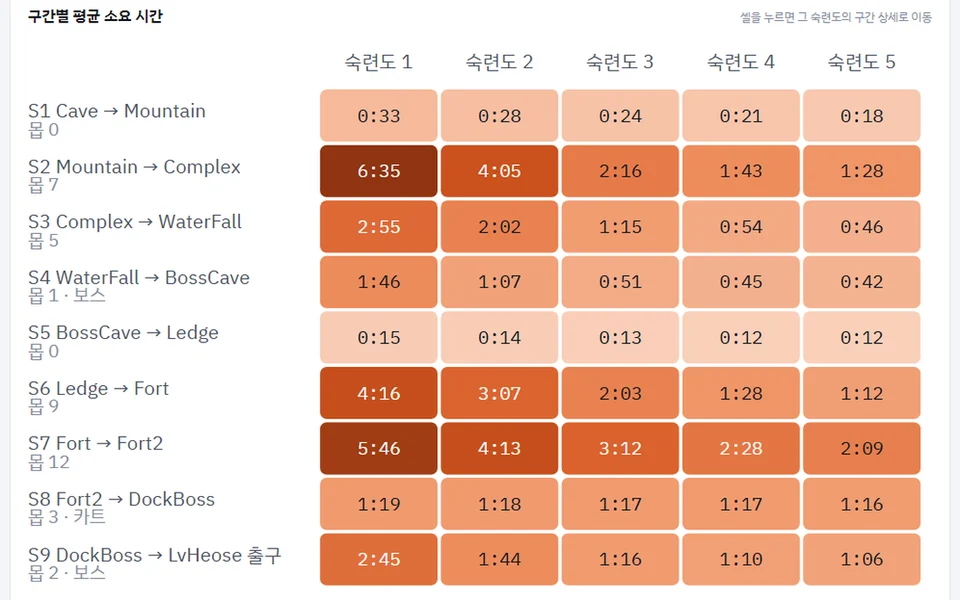 구간별 평균 소요 시간
셀을 누르면 그 숙련도의 구간 상세로 이동
숙련도 1 숙련도 2 숙련도 3 숙련도 4 숙련도 5
S1 Cave → Mountain
몹 0
0:33 0:28 0:24 0:21 0:18
S2 Mountain → Complex
몹 7
6:35 4:05 2:16 1:43 1:28
S3 Complex → WaterFall
몹 5
2:55 2:02 1:15 0:54 0:46
S4 WaterFall → BossCave
몹 1 · 보스
1:46 1:07 0:51 0:45 0:42
S5 BossCave → Ledge
몹 0
0:15 0:14 0:13 0:12 0:12
S6 Ledge → Fort
몹 9
4:16 3:07 2:03 1:28 1:12
S7 Fort → Fort2
몹 12
5:46 4:13 3:12 2:28 2:09
S8 Fort2 → DockBoss
몹 3 · 카트
1:19 1:18 1:17 1:17 1:16
S9 DockBoss → LvHeose 출구
몹 2 · 보스
2:45 1:44 1:16 1:10 1:06